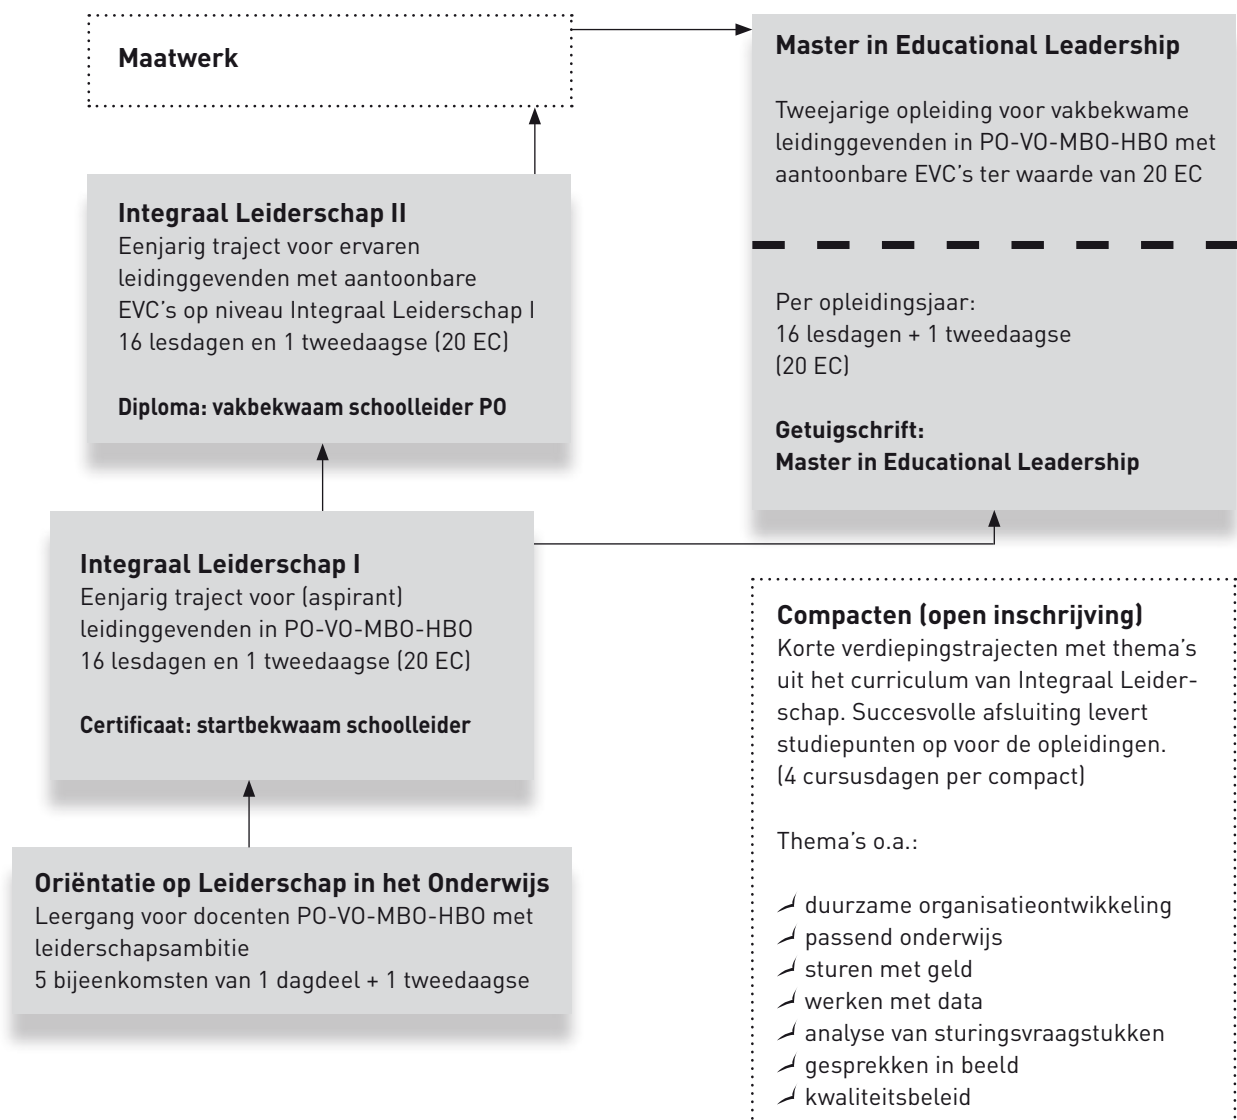 Maatwerk
Master in Educational Leadership
Tweejarige opleiding voor vakbekwame
leidinggevenden in PO-VO-MBO-HBO met
aantoonbare EVC's ter waarde van 20 EC
Per opleidingsjaar:
16 lesdagen + 1 tweedaagse
(20 EC)
Getuigschrift:
Master in Educational Leadership
Integraal Leiderschap II
Eenjarig traject voor ervaren
leidinggevenden met aantoonbare
EVC's op niveau Integraal Leiderschap I
16 lesdagen en 1 tweedaagse (20 EC)
Diploma: vakbekwaam schoolleider PO
Integraal Leiderschap I
Eenjarig traject voor (aspirant)
leidinggevenden in PO-VO-MBO-HBO
16 lesdagen en 1 tweedaagse (20 EC)
Certificaat: startbekwaam schoolleider
Oriëntatie op Leiderschap in het Onderwijs
Leergang voor docenten PO-VO-MBO-HBO met
leiderschapsambitie
5 bijeenkomsten van 1 dagdeel + 1 tweedaagse
Compacten (open inschrijving)
Korte verdiepingstrajecten met thema's
uit het curriculum van Integraal Leider-
schap. Succesvolle afsluiting levert
studiepunten op voor de opleidingen.
(4 cursusdagen per compact)
Thema's o.a.:
duurzame organisatieontwikkeling
passend onderwijs
sturen met geld
werken met data
analyse van sturingsvraagstukken
gesprekken in beeld
kwaliteitsbeleid